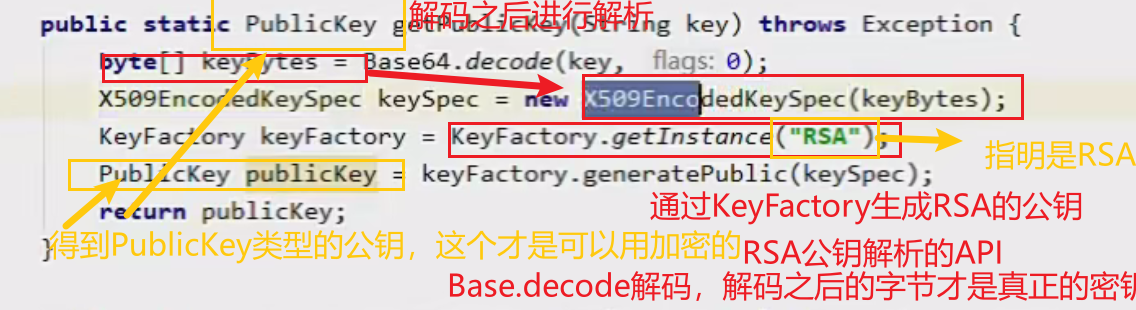 解码之后进行解析
public static PublicKey getPublicKey(String key) throws Exception {
byte[] keyBytes = Base64.decode(key, flags: 0);
X509EncodedKeySpec keySpec = new X509EncodedKeySpec(keyBytes);
KeyFactory keyFactory = KeyFactory.getInstance("RSA");
指明是RSA
PublicKey publicKey = keyFactory.generatePublic(keySpec);
return publicKey;
通过KeyFactory生成RSA的公钥
}
得到PublicKey类型的公钥，这个才是可以用加密的
RSA公钥解析的API
Base.decode解码，解码之后的字节才是真正的密钥